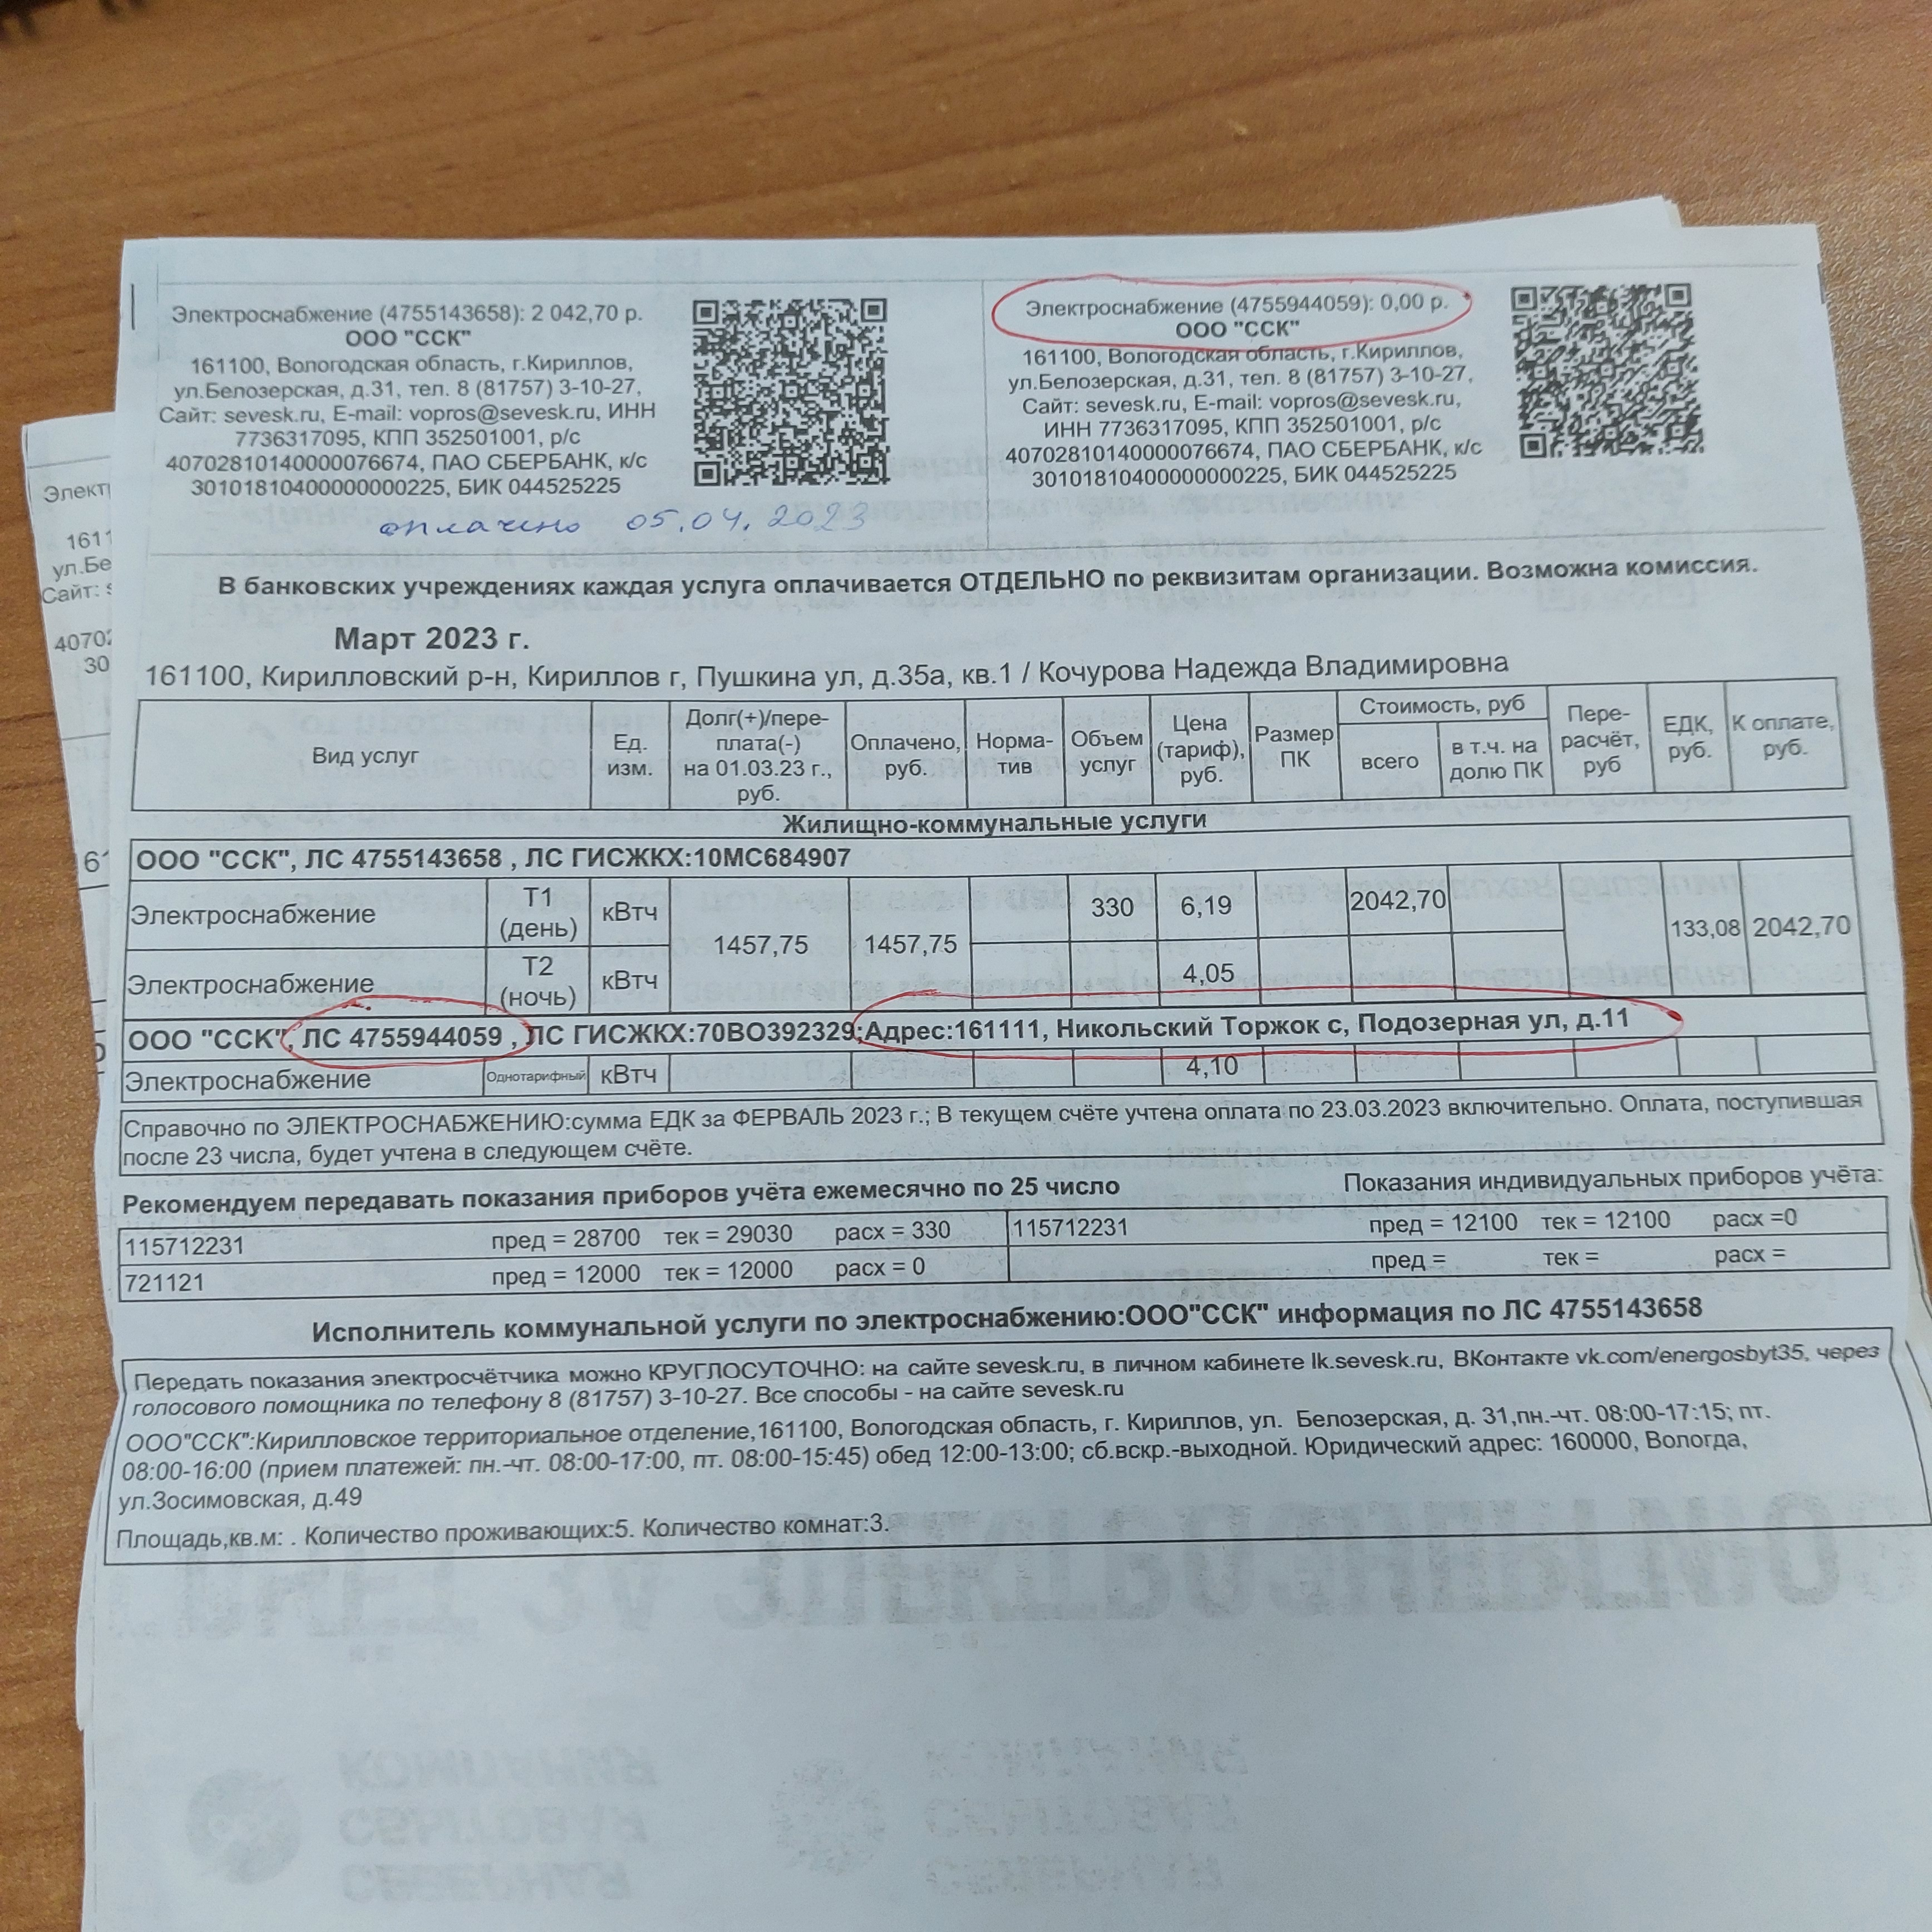 Электроснабжение (4755143658): 2 042,70 р.
ООО "ССК"
161100, Вологодская область, г.Кириллов,
ул.Белозерская, д.31, тел. 8 (81757) 3-10-27,
Сайт: sevesk.ru, E-mail: vopros@sevesk.ru, ИНН
7736317095, КПП 352501001, р/с
40702810140000076674, ПАО СБЕРБАНК, к/с
30101810400000000225, БИК 044525225
оплачено 05.04.2023
Электроснабжение (4755944059): 0,00 р.
ООО "ССК"
161100, Вологодская область, г.Кириллов,
ул.Белозерская, д.31, тел. 8 (81757) 3-10-27,
Сайт: sevesk.ru, E-mail: vopros@sevesk.ru,
ИНН 7736317095, КПП 352501001, р/с
40702810140000076674, ПАО СБЕРБАНК, к/с
30101810400000000225, БИК 044525225
В банковских учреждениях каждая услуга оплачивается ОТДЕЛЬНО по реквизитам организации. Возможна комиссия.
Март 2023 г.
161100, Кирилловский р-н, Кириллов г, Пушкина ул, д.35а, кв.1 / Кочурова Надежда Владимировна
Вид услуг
Ед.
изм.
Долг(+)/пере-
плата(-)
на 01.03.23 г.,
руб.
Оплачено,
руб.
Норма-
тив
Объем
услуг
Цена
(тариф),
руб.
Размер
ПК
Стоимость, руб
всего
в т.ч. на
долю ПК
Пере-
расчёт,
руб
ЕДК,
руб.
К оплате,
руб.
Жилищно-коммунальные услуги
ООО "ССК", ЛС 4755143658 , ЛС ГИСЖКХ:10МС684907
Электроснабжение Т1 (день) кВтч 1457,75 1457,75 330 6,19 2042,70 133,08 2042,70
Электроснабжение Т2 (ночь) кВтч 4,05
ООО "ССК", ЛС 4755944059 , ЛС ГИСЖКХ:70ВО392329;Адрес:161111, Никольский Торжок с, Подозерная ул, д.11
Электроснабжение Однотарифный кВтч 4,10
Справочно по ЭЛЕКТРОСНАБЖЕНИЮ:сумма ЕДК за ФЕРВАЛЬ 2023 г.; В текущем счёте учтена оплата по 23.03.2023 включительно. Оплата, поступившая
после 23 числа, будет учтена в следующем счёте.
Рекомендуем передавать показания приборов учёта ежемесячно по 25 число Показания индивидуальных приборов учёта:
115712231 пред = 28700 тек = 29030 расх = 330 115712231 пред = 12100 тек = 12100 расх =0
721121 пред = 12000 тек = 12000 расх = 0 пред = тек = расх =
Исполнитель коммунальной услуги по электроснабжению:ООО"ССК" информация по ЛС 4755143658
Передать показания электросчётчика можно КРУГЛОСУТОЧНО: на сайте sevesk.ru, в личном кабинете lk.sevesk.ru, ВКонтакте vk.com/energosbyt35, через
голосового помощника по телефону 8 (81757) 3-10-27. Все способы - на сайте sevesk.ru
ООО"ССК":Кирилловское территориальное отделение,161100, Вологодская область, г. Кириллов, ул. Белозерская, д. 31,пн.-чт. 08:00-17:15; пт.
08:00-16:00 (прием платежей: пн.-чт. 08:00-17:00, пт. 08:00-15:45) обед 12:00-13:00; сб.вскр.-выходной. Юридический адрес: 160000, Вологда,
ул.Зосимовская, д.49
Площадь,кв.м: . Количество проживающих:5. Количество комнат:3.